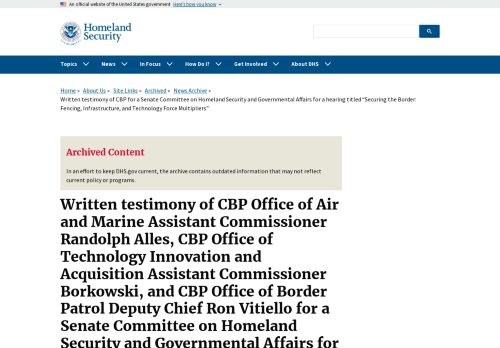 An official website of the United States government Here's how you know
Homeland
Security
Topics News In Focus How Do I? Get Involved About DHS
Home » About Us » Site Links » Archived » News Archive »
Written testimony of CBP for a Senate Committee on Homeland Security and Governmental Affairs for a hearing titled “Securing the Border:
Fencing, Infrastructure, and Technology Force Multipliers”
Archived Content
In an effort to keep DHS.gov current, the archive contains outdated information that may not reflect
current policy or programs.
Written testimony of CBP Office of Air
and Marine Assistant Commissioner
Randolph Alles, CBP Office of
Technology Innovation and
Acquisition Assistant Commissioner
Borkowski, and CBP Office of Border
Patrol Deputy Chief Ron Vitiello for a
Senate Committee on Homeland
Security and Governmental Affairs for